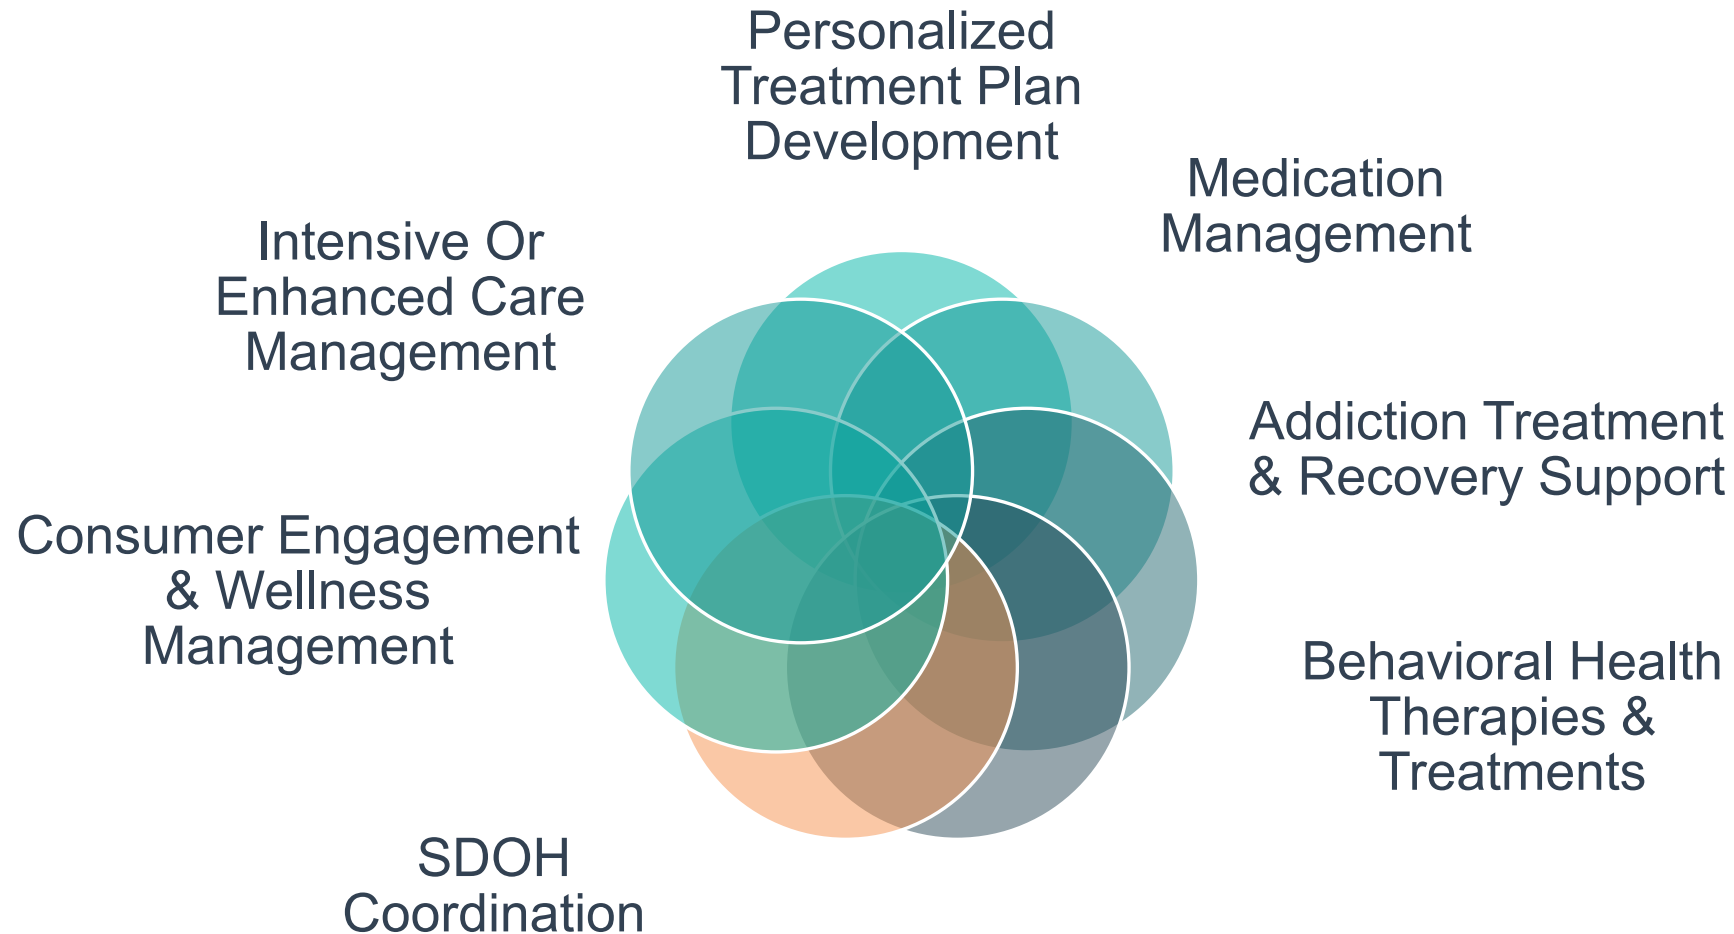 Personalized
Treatment Plan
Development
Medication
Management
Intensive Or
Enhanced Care
Management
Addiction Treatment
& Recovery Support
Consumer Engagement
& Wellness
Management
Behavioral Health
Therapies &
Treatments
SDOH
Coordination